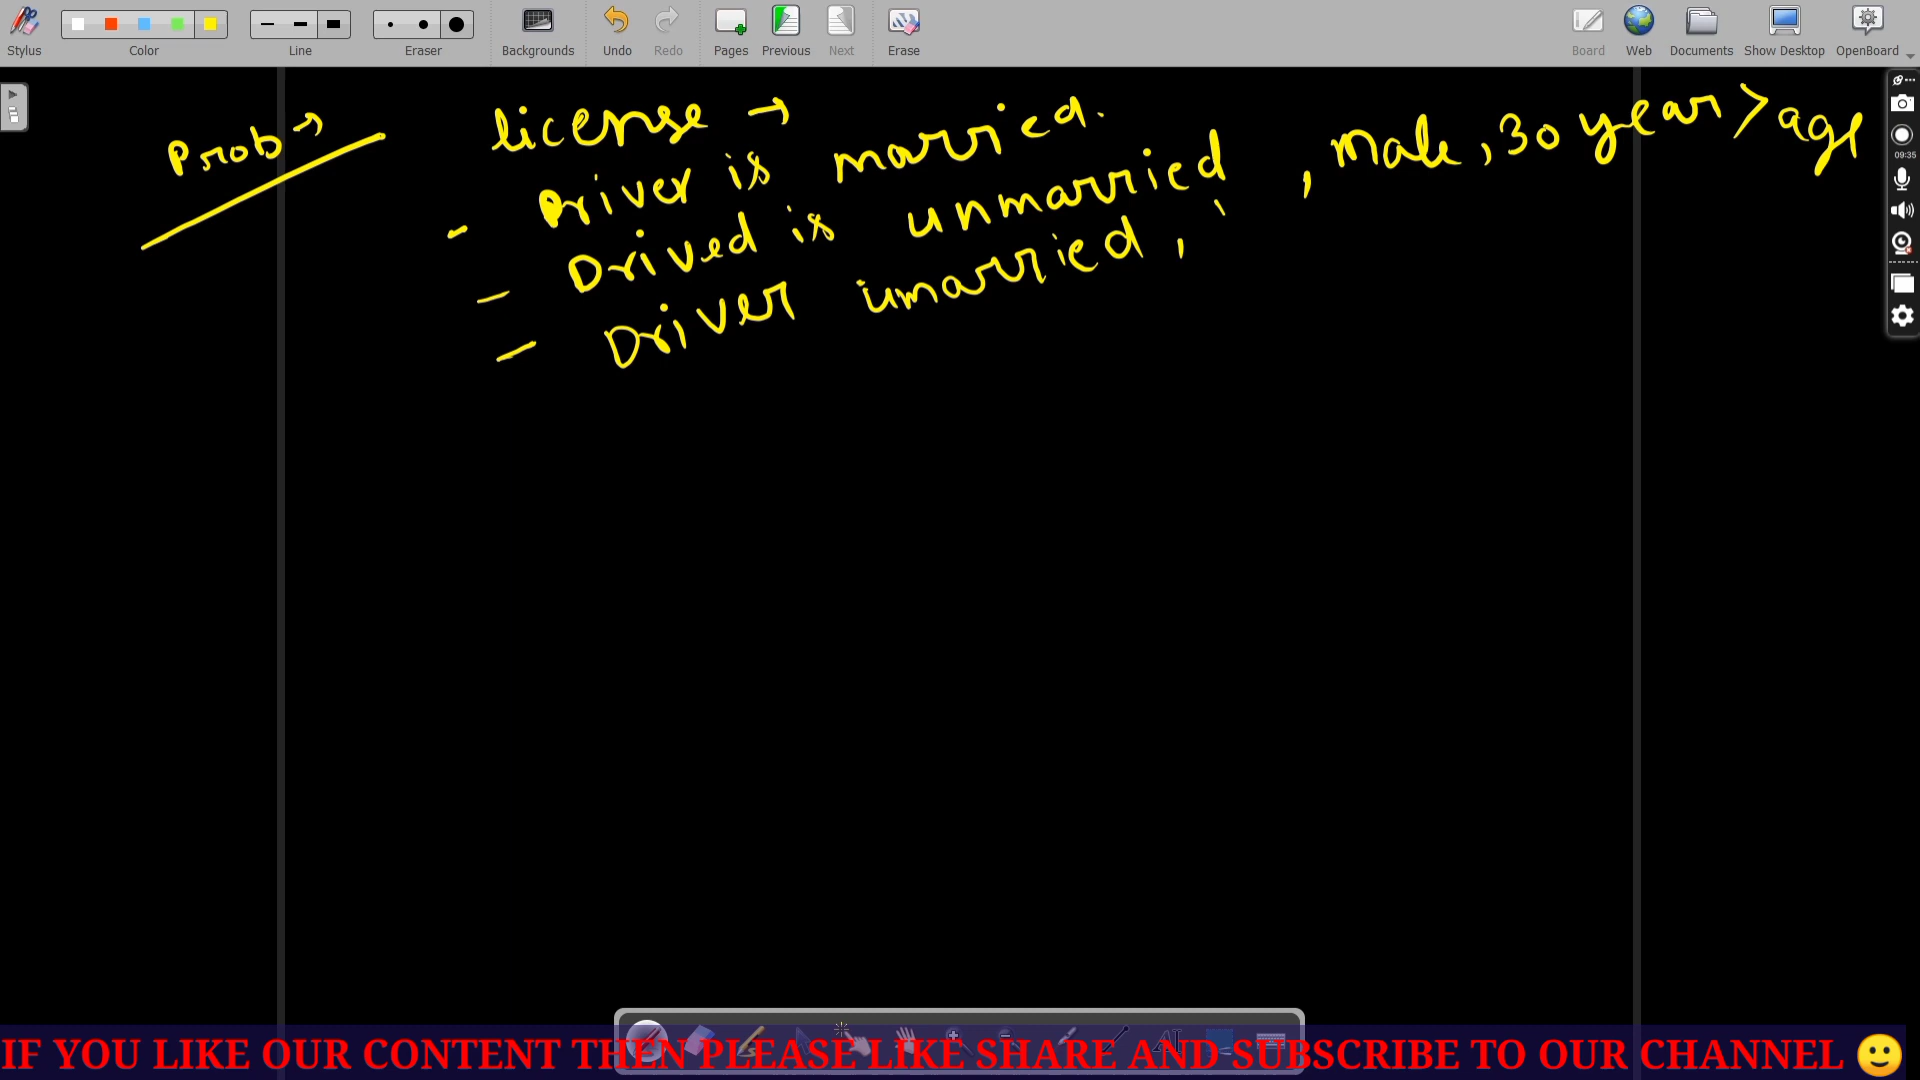 Stylus Color Line Eraser Backgrounds Undo Redo Pages Previous Next Erase Board Web Documents Show Desktop OpenBoard
09:35
Prob → license →
- Driver is married.
- Drived is unmarried , male, 30 year > age
- Driver unmarried ,
IF YOU LIKE OUR CONTENT THEN PLEASE LIKE SHARE AND SUBSCRIBE TO OUR CHANNEL 🙂